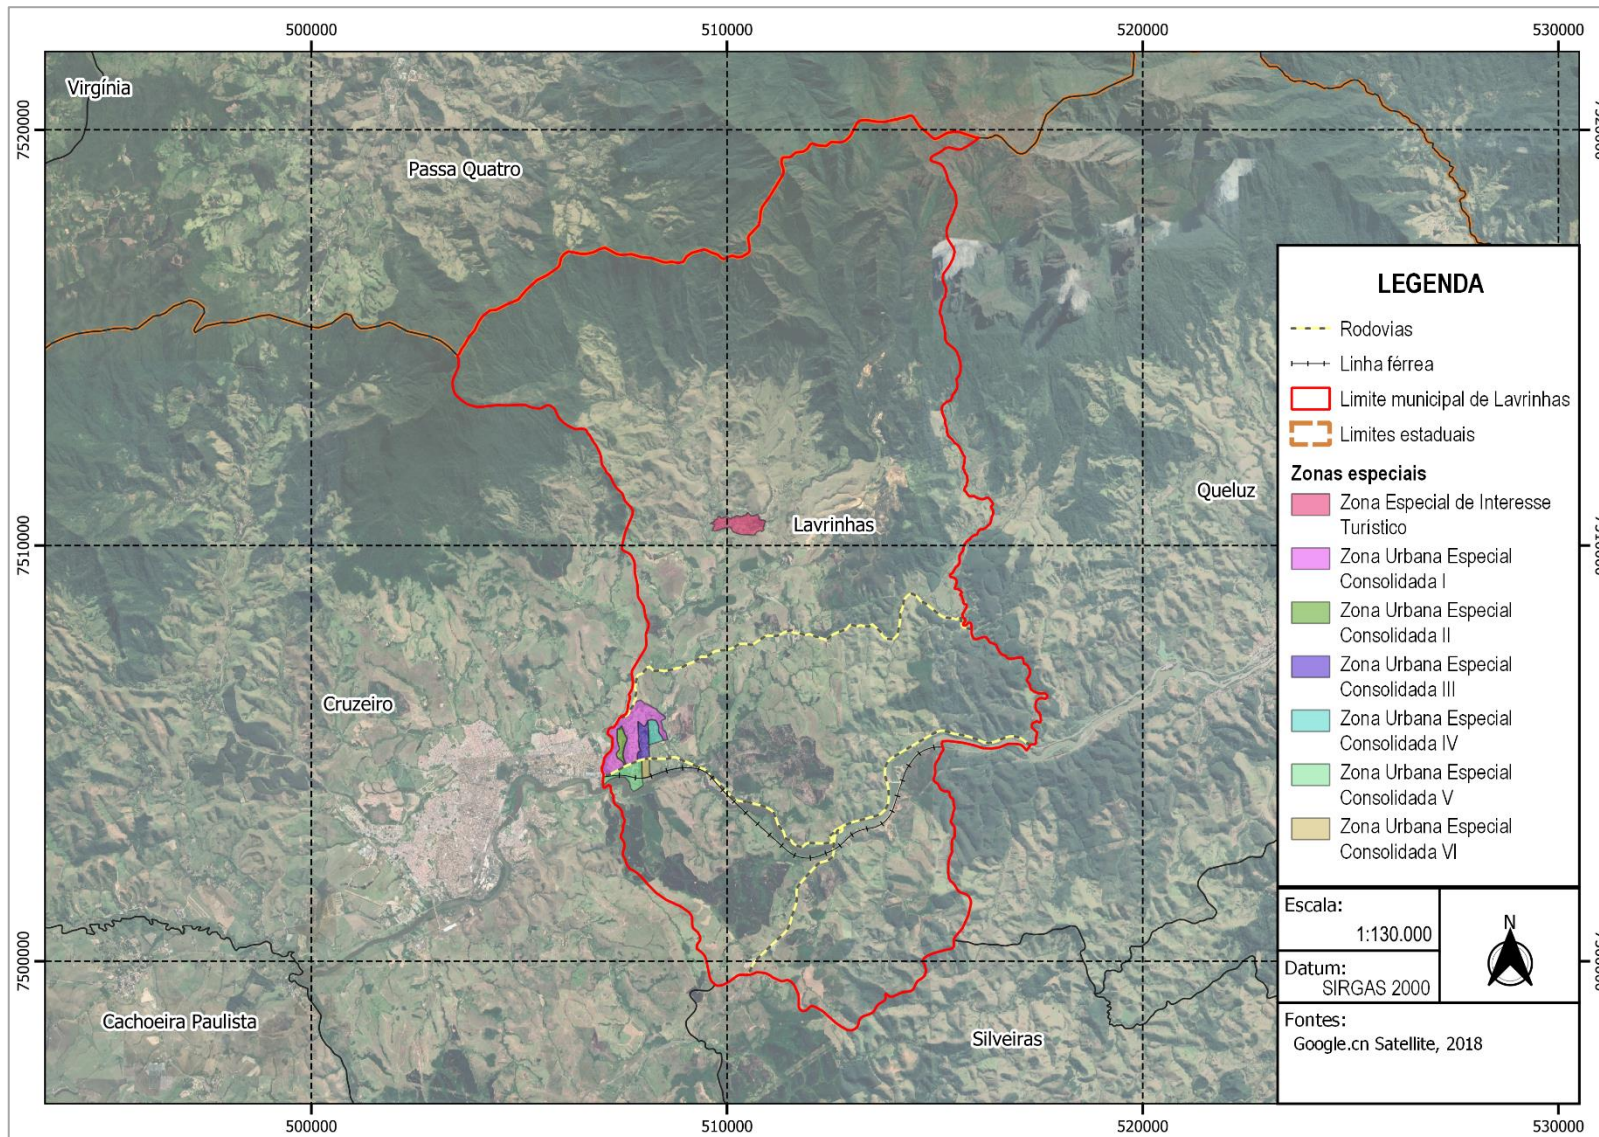 500000
510000
520000
530000
7520000
7520000
Virgínia
Passa Quatro
LEGENDA
Rodovias
Linha férrea
Limite municipal de Lavrinhas
Limites estaduais
Zonas especiais
Zona Especial de Interesse
Turístico
Zona Urbana Especial
Consolidada I
Zona Urbana Especial
Consolidada II
Zona Urbana Especial
Consolidada III
Zona Urbana Especial
Consolidada IV
Zona Urbana Especial
Consolidada V
Zona Urbana Especial
Consolidada VI
Queluz
Lavrinhas
7510000
7510000
Cruzeiro
Escala:
1:130.000
N
Datum:
SIRGAS 2000
7500000
7500000
Fontes:
Google.cn Satellite, 2018
Cachoeira Paulista
Silveiras
500000
510000
520000
530000